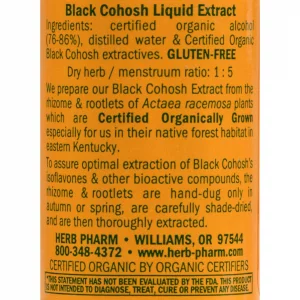 Black Cohosh Liquid Extract
Ingredients: certified organic alcohol
(76-86%), distilled water & Certified Organic
Black Cohosh extractives. GLUTEN-FREE
Dry herb / menstruum ratio: 1 : 5
We prepare our Black Cohosh Extract from the
rhizome & rootlets of Actaea racemosa plants
which are Certified Organically Grown
especially for us in their native forest habitat in
eastern Kentucky.
To assure optimal extraction of Black Cohosh's
isoflavones & other bioactive compounds, the
rhizome & rootlets are hand-dug only in
autumn or spring, are carefully shade-dried,
and are then thoroughly extracted.
HERB PHARM • WILLIAMS, OR 97544
800-348-4372 • www.herb-pharm.com
CERTIFIED ORGANIC BY ORGANIC CERTIFIERS
*THIS STATEMENT HAS NOT BEEN EVALUATED BY THE FDA. THIS PRODUCT
IS NOT INTENDED TO DIAGNOSE, TREAT, CURE OR PREVENT ANY DISEASE.